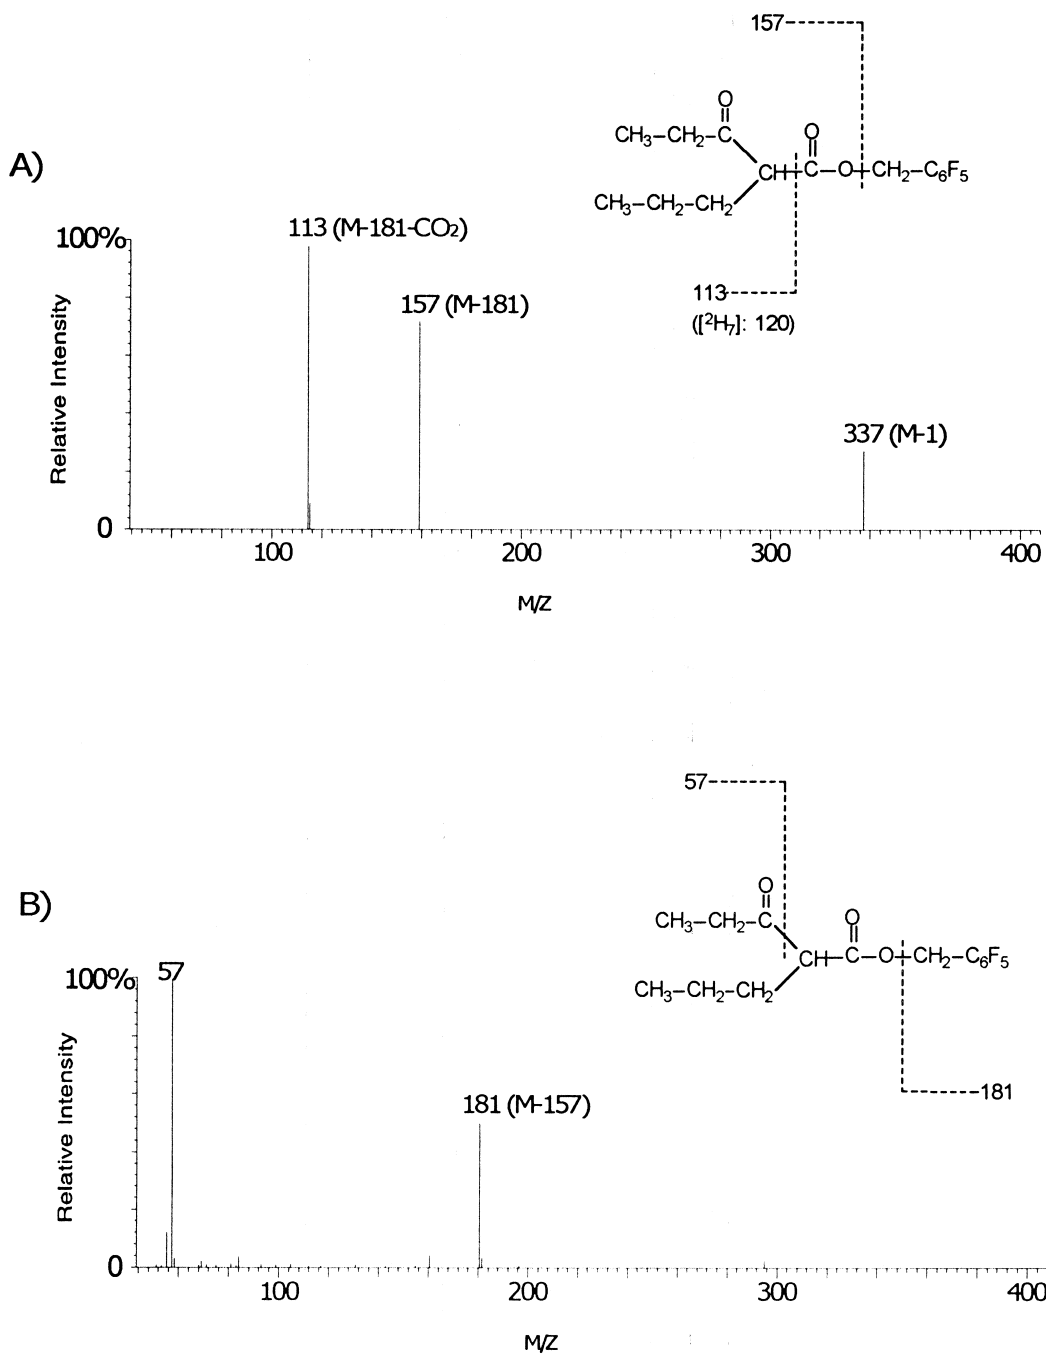 157
O
CH3-CH2-C
O
CH-C-O-CH2-C6F5
CH3-CH2-CH2
A)
113 (M-181-CO2)
100%
157 (M-181)
113
([2H7]: 120)
Relative Intensity
337 (M-1)
0
100 200 300 400
M/Z
57
B)
O
CH3-CH2-C
O
CH-C-O-CH2-C6F5
CH3-CH2-CH2
100%
57
181
181 (M-157)
Relative Intensity
0
100 200 300 400
M/Z